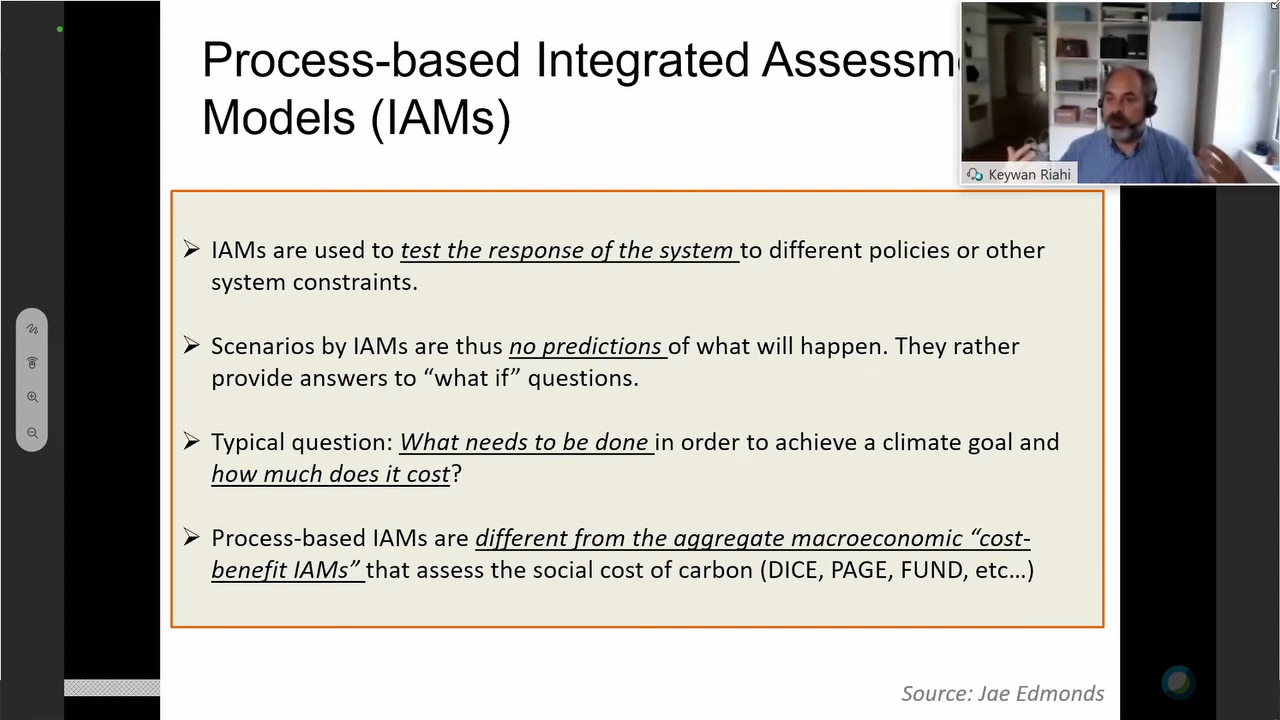 Process-based Integrated Assessm
Models (IAMs)
Keywan Riahi
➢ IAMs are used to test the response of the system to different policies or other
system constraints.
➢ Scenarios by IAMs are thus no predictions of what will happen. They rather
provide answers to “what if” questions.
➢ Typical question: What needs to be done in order to achieve a climate goal and
how much does it cost?
➢ Process-based IAMs are different from the aggregate macroeconomic “cost-
benefit IAMs” that assess the social cost of carbon (DICE, PAGE, FUND, etc…)
Source: Jae Edmonds